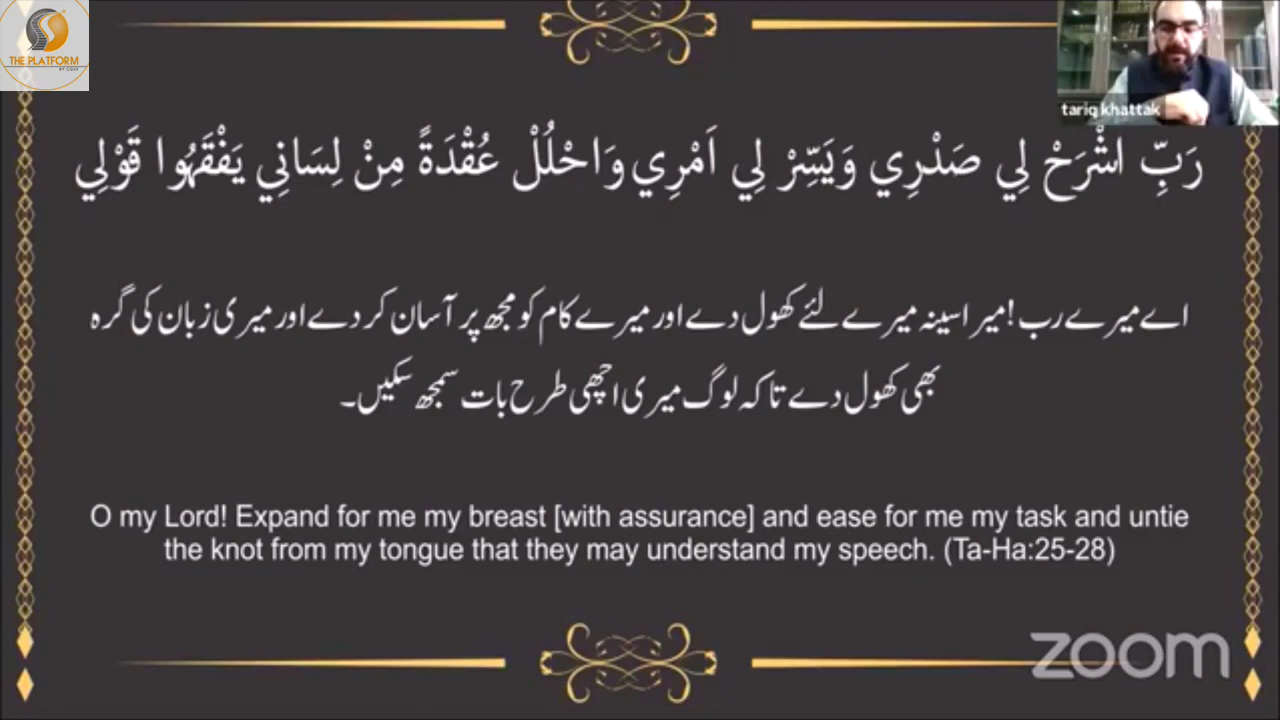 THE PLATFORM
tariq khattak
رَبِّ اشْرَحْ لِي صَدْرِي وَيَسِّرْ لِي اَمْرِي وَاحْلُلْ عُقْدَةً مِنْ لِسَانِي يَفْقَهُوا قَوْلِي
اے میرے رب! میرا سینہ میرے لئے کھول دے اور میرے کام کو مجھ پر آسان کر دے اور میری زبان کی گرہ
بھی کھول دے تاکہ لوگ میری اچھی طرح بات سمجھ سکیں۔
O my Lord! Expand for me my breast [with assurance] and ease for me my task and untie
the knot from my tongue that they may understand my speech. (Ta-Ha:25-28)
zoom